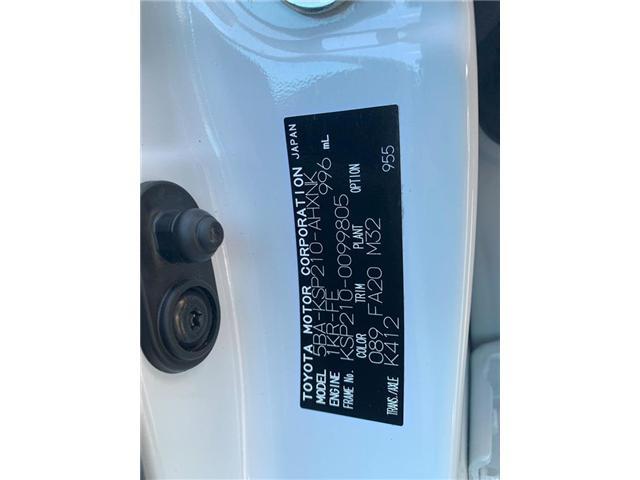 TOYOTA MOTOR CORPORATION JAPAN
MODEL 5BA-KSP210-AHXNK
ENGINE 1KR-FE 996 mL
FRAME No. KSP210-0099805
COLOR TRIM PLANT OPTION
089 FA20 M32
TRANS./AXLE K412 955